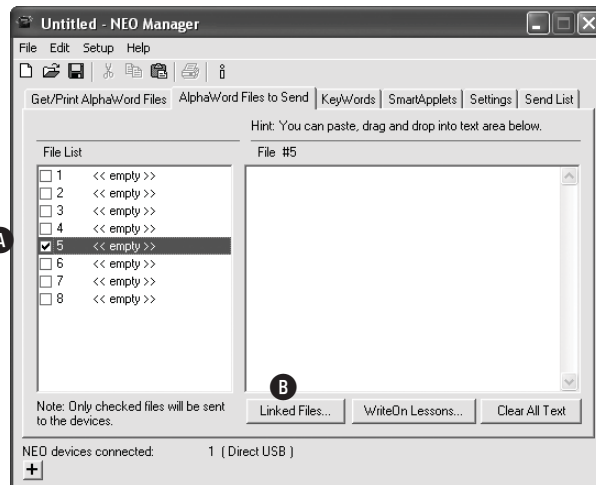 Untitled - NEO Manager
File Edit Setup Help
Get/Print AlphaWord Files AlphaWord Files to Send KeyWords SmartApplets Settings Send List
Hint: You can paste, drag and drop into text area below.
File List File #5
1 << empty >>
2 << empty >>
3 << empty >>
4 << empty >>
A 5 << empty >>
6 << empty >>
7 << empty >>
8 << empty >>
B
Note: Only checked files will be sent
to the devices.
Linked Files... WriteOn Lessons... Clear All Text
NEO devices connected: 1 ( Direct USB )
+